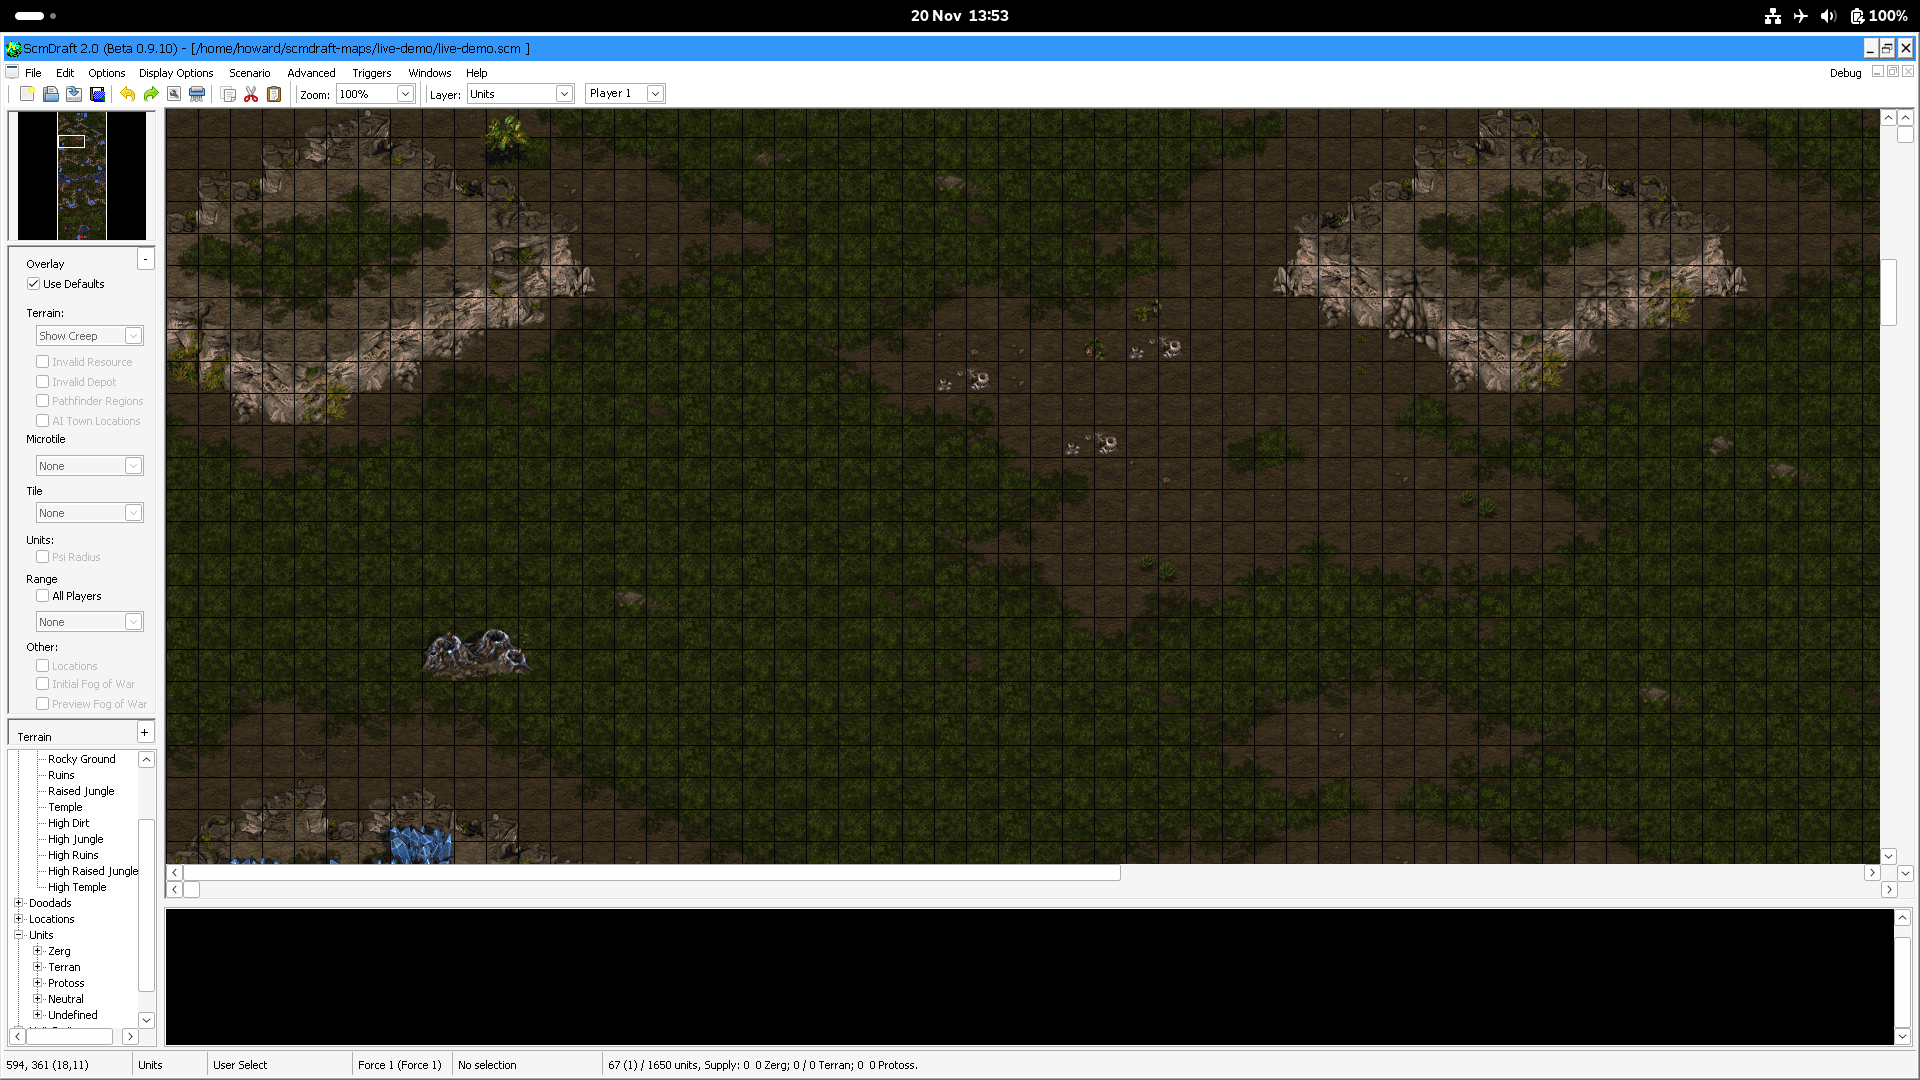 20 Nov 13:53
100%
ScmDraft 2.0 (Beta 0.9.10) - [/home/howard/scmdraft-maps/live-demo/live-demo.scm ]
File Edit Options Display Options Scenario Advanced Triggers Windows Help Debug
Zoom: 100% Layer: Units Player 1
Overlay -
Use Defaults
Terrain:
Show Creep
Invalid Resource
Invalid Depot
Pathfinder Regions
AI Town Locations
Microtile
None
Tile
None
Units:
Psi Radius
Range
All Players
None
Other:
Locations
Initial Fog of War
Preview Fog of War
Terrain +
Rocky Ground
Ruins
Raised Jungle
Temple
High Dirt
High Jungle
High Ruins
High Raised Jungle
High Temple
Doodads
Locations
Units
Zerg
Terran
Protoss
Neutral
Undefined
594, 361 (18,11) Units User Select Force 1 (Force 1) No selection 67 (1) / 1650 units, Supply: 0 0 Zerg; 0 / 0 Terran; 0 0 Protoss.